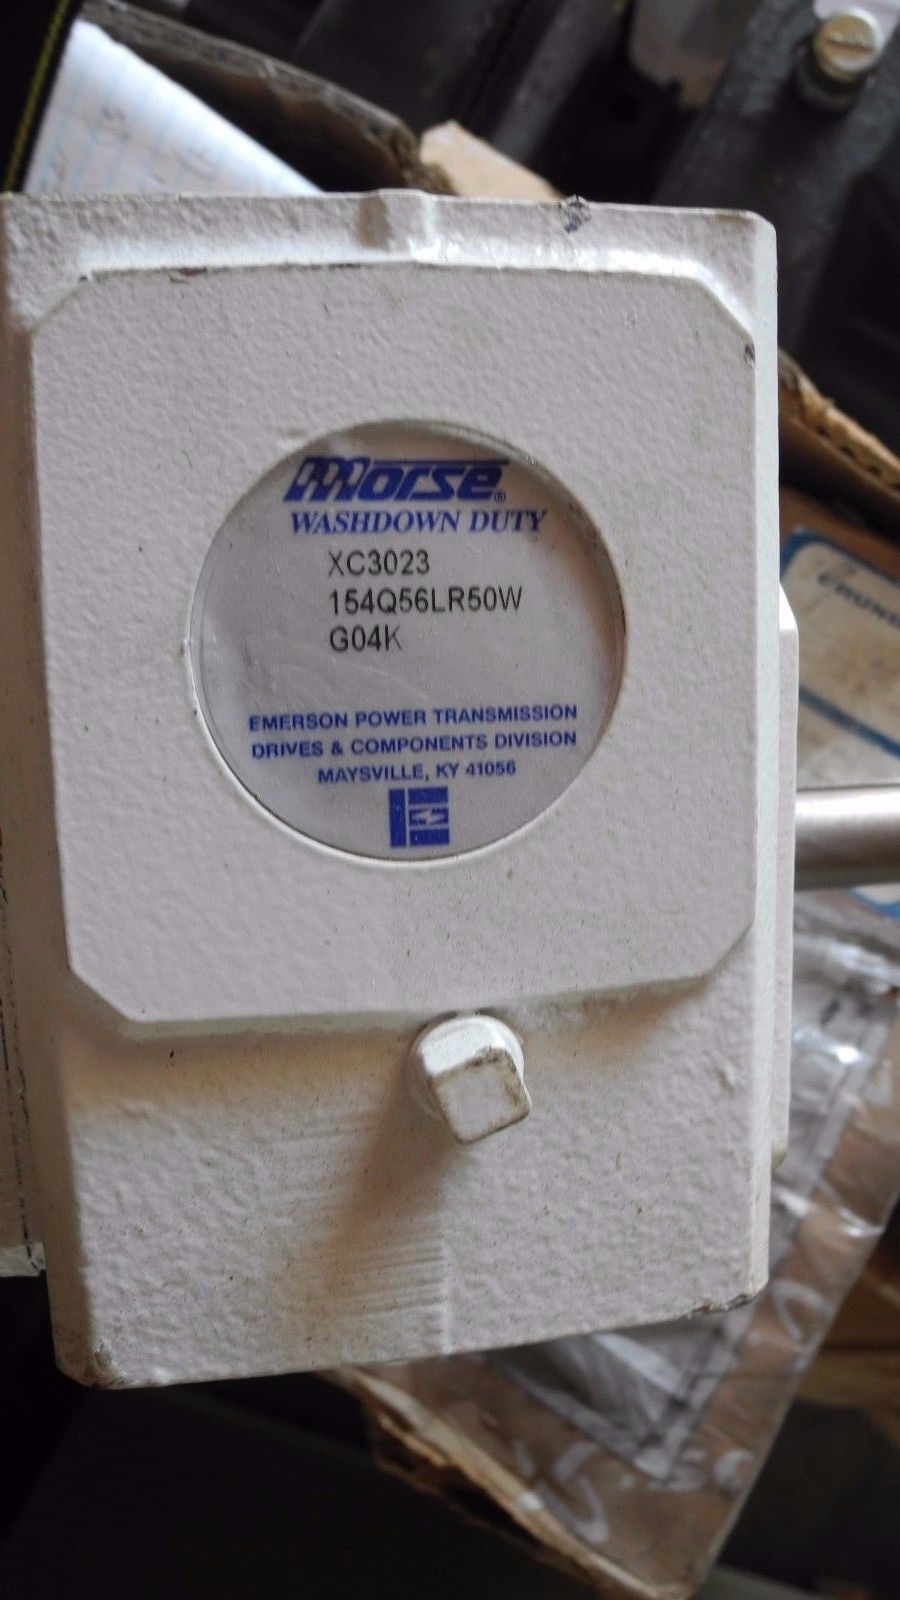 Morse®
WASHDOWN DUTY
XC3023
154Q56LR50W
G04K
EMERSON POWER TRANSMISSION
DRIVES & COMPONENTS DIVISION
MAYSVILLE, KY 41056